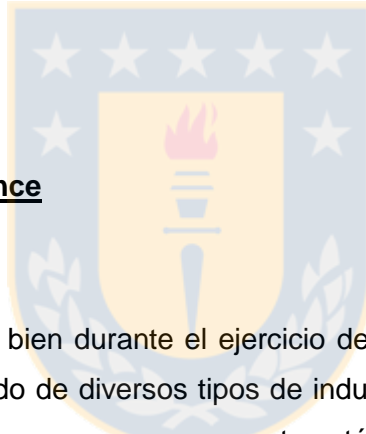 nce
bien durante el ejercicio de
do de diversos tipos de indu